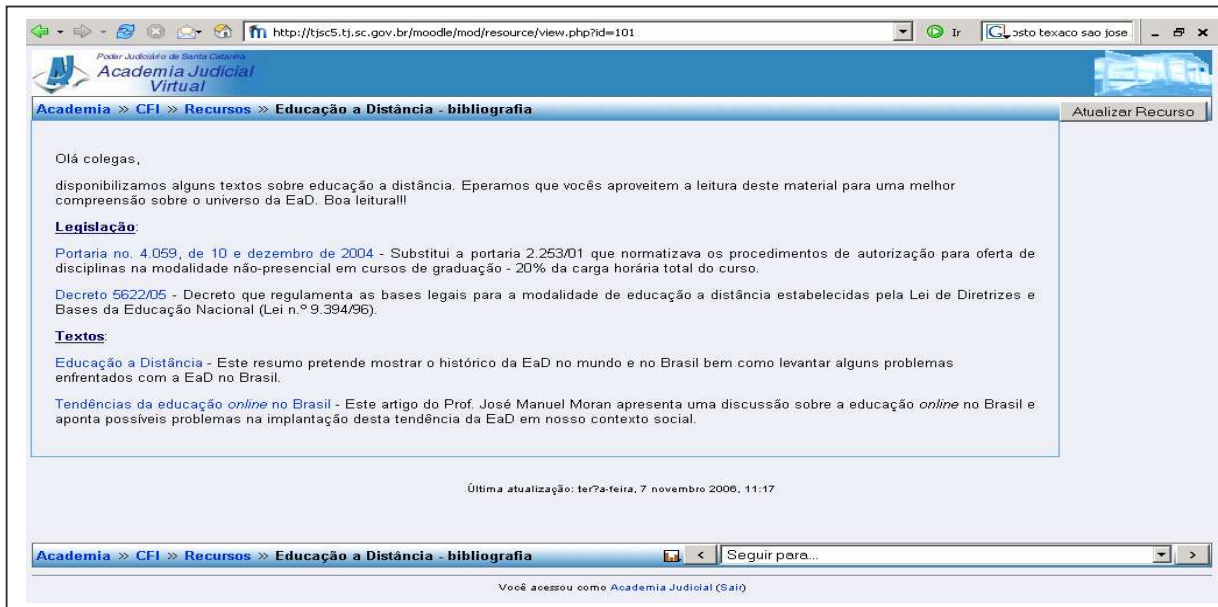 http://tjsc5.tj.sc.gov.br/moodle/mod/resource/view.php?id=101 Ir osto texaco sao jose
Poder Judiciário de Santa Catarina
Academia Judicial
Virtual
Academia » CFI » Recursos » Educação a Distância - bibliografia Atualizar Recurso
Olá colegas,
disponibilizamos alguns textos sobre educação a distância. Eperamos que vocês aproveitem a leitura deste material para uma melhor
compreensão sobre o universo da EaD. Boa leitura!!!
Legislação:
Portaria no. 4.059, de 10 e dezembro de 2004 - Substitui a portaria 2.253/01 que normatizava os procedimentos de autorização para oferta de
disciplinas na modalidade não-presencial em cursos de graduação - 20% da carga horária total do curso.
Decreto 5622/05 - Decreto que regulamenta as bases legais para a modalidade de educação a distância estabelecidas pela Lei de Diretrizes e
Bases da Educação Nacional (Lei n.º 9.394/96).
Textos:
Educação a Distância - Este resumo pretende mostrar o histórico da EaD no mundo e no Brasil bem como levantar alguns problemas
enfrentados com a EaD no Brasil.
Tendências da educação online no Brasil - Este artigo do Prof. José Manuel Moran apresenta uma discussão sobre a educação online no Brasil e
aponta possíveis problemas na implantação desta tendência da EaD em nosso contexto social.
Última atualização: ter?a-feira, 7 novembro 2006, 11:17
Academia » CFI » Recursos » Educação a Distância - bibliografia < Seguir para... >
Você acessou como Academia Judicial (Sair)